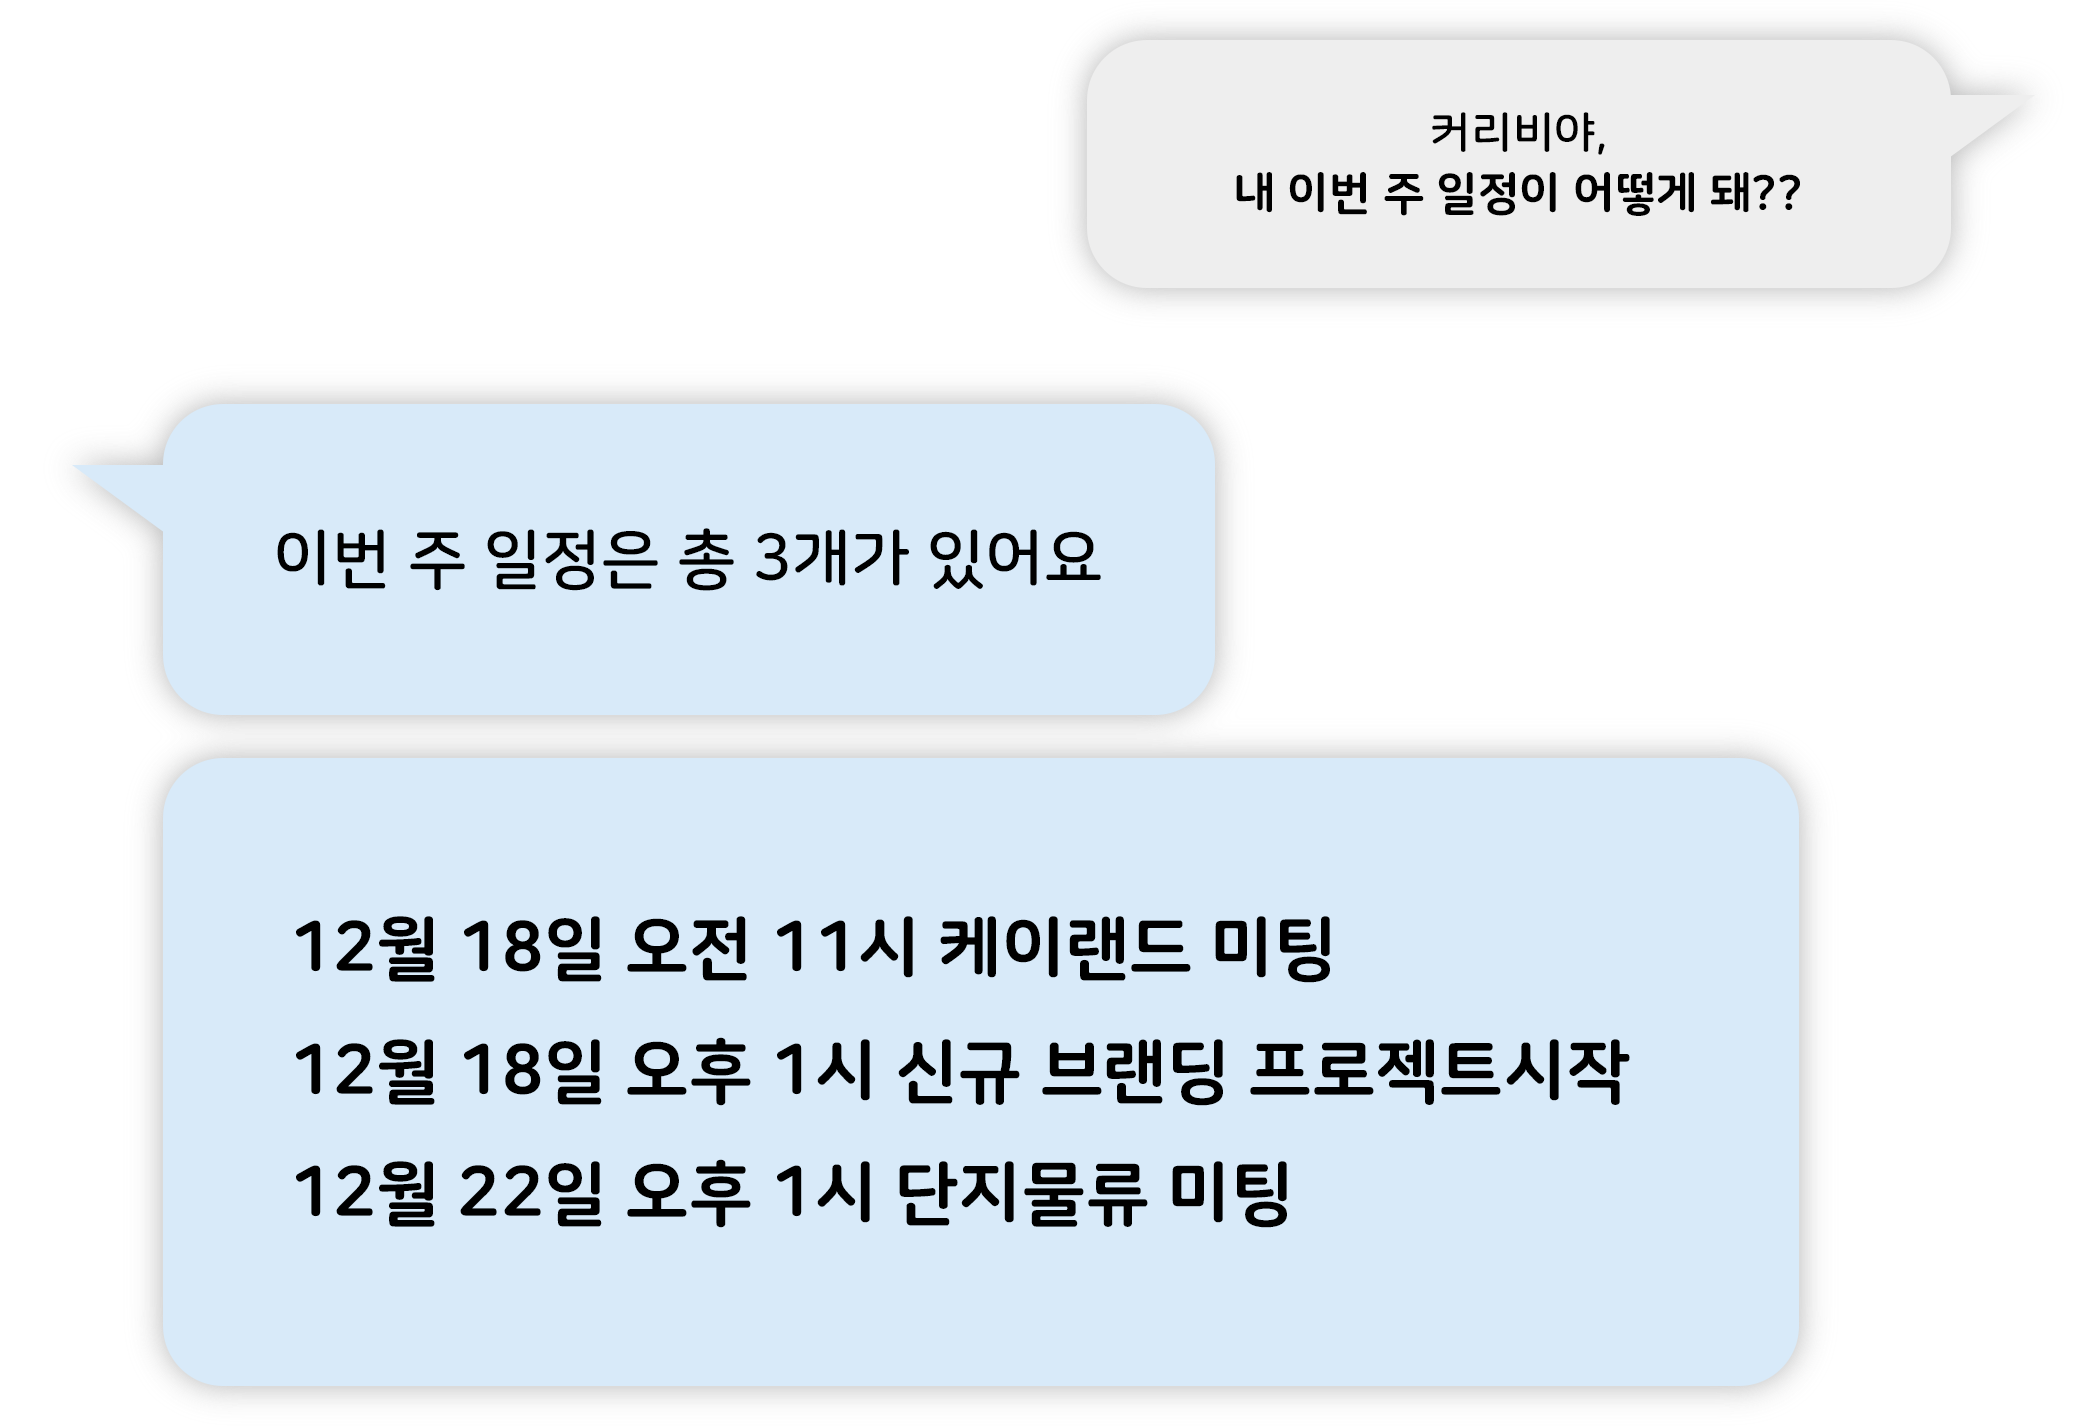 커리비야,
내 이번 주 일정이 어떻게 돼??
이번 주 일정은 총 3개가 있어요
12월 18일 오전 11시 케이랜드 미팅
12월 18일 오후 1시 신규 브랜딩 프로젝트시작
12월 22일 오후 1시 단지물류 미팅